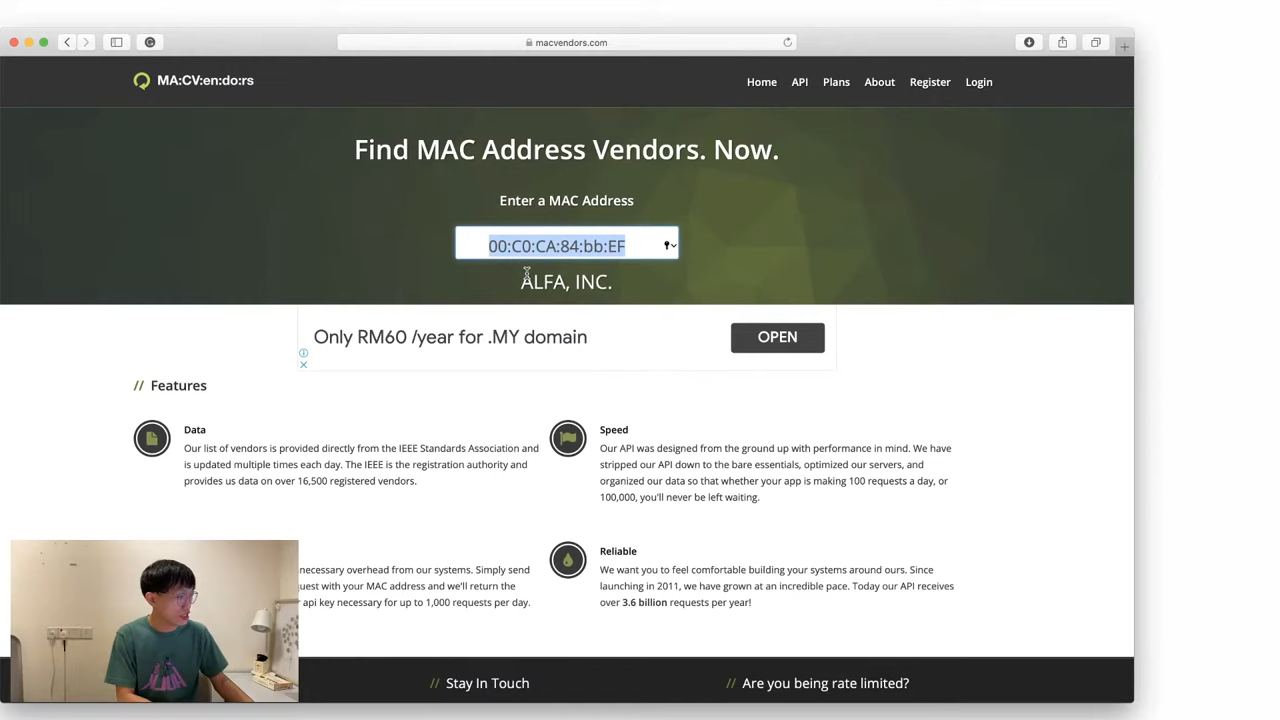 macvendors.com
MA:CV:en:do:rs
Home API Plans About Register Login
Find MAC Address Vendors. Now.
Enter a MAC Address
00:C0:CA:84:bb:EF
ALFA, INC.
Only RM60 /year for .MY domain
OPEN
// Features
Data
Our list of vendors is provided directly from the IEEE Standards Association and
is updated multiple times each day. The IEEE is the registration authority and
provides us data on over 16,500 registered vendors.
Speed
Our API was designed from the ground up with performance in mind. We have
stripped our API down to the bare essentials, optimized our servers, and
organized our data so that whether your app is making 100 requests a day, or
100,000, you'll never be left waiting.
necessary overhead from our systems. Simply send
quest with your MAC address and we'll return the
r api key necessary for up to 1,000 requests per day.
Reliable
We want you to feel comfortable building your systems around ours. Since
launching in 2011, we have grown at an incredible pace. Today our API receives
over 3.6 billion requests per year!
// Stay In Touch
// Are you being rate limited?